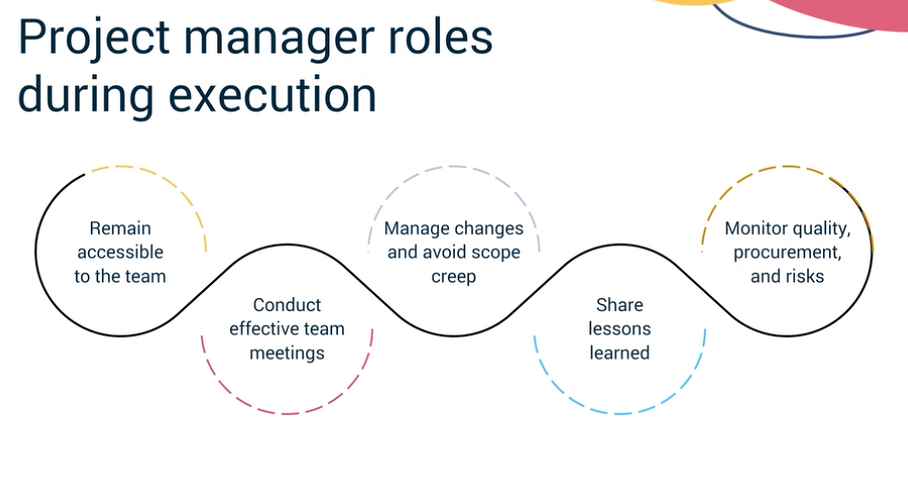 Project manager roles
during execution
Remain
accessible
to the team
Conduct
effective team
meetings
Manage changes
and avoid scope
creep
Share
lessons
learned
Monitor quality,
procurement,
and risks